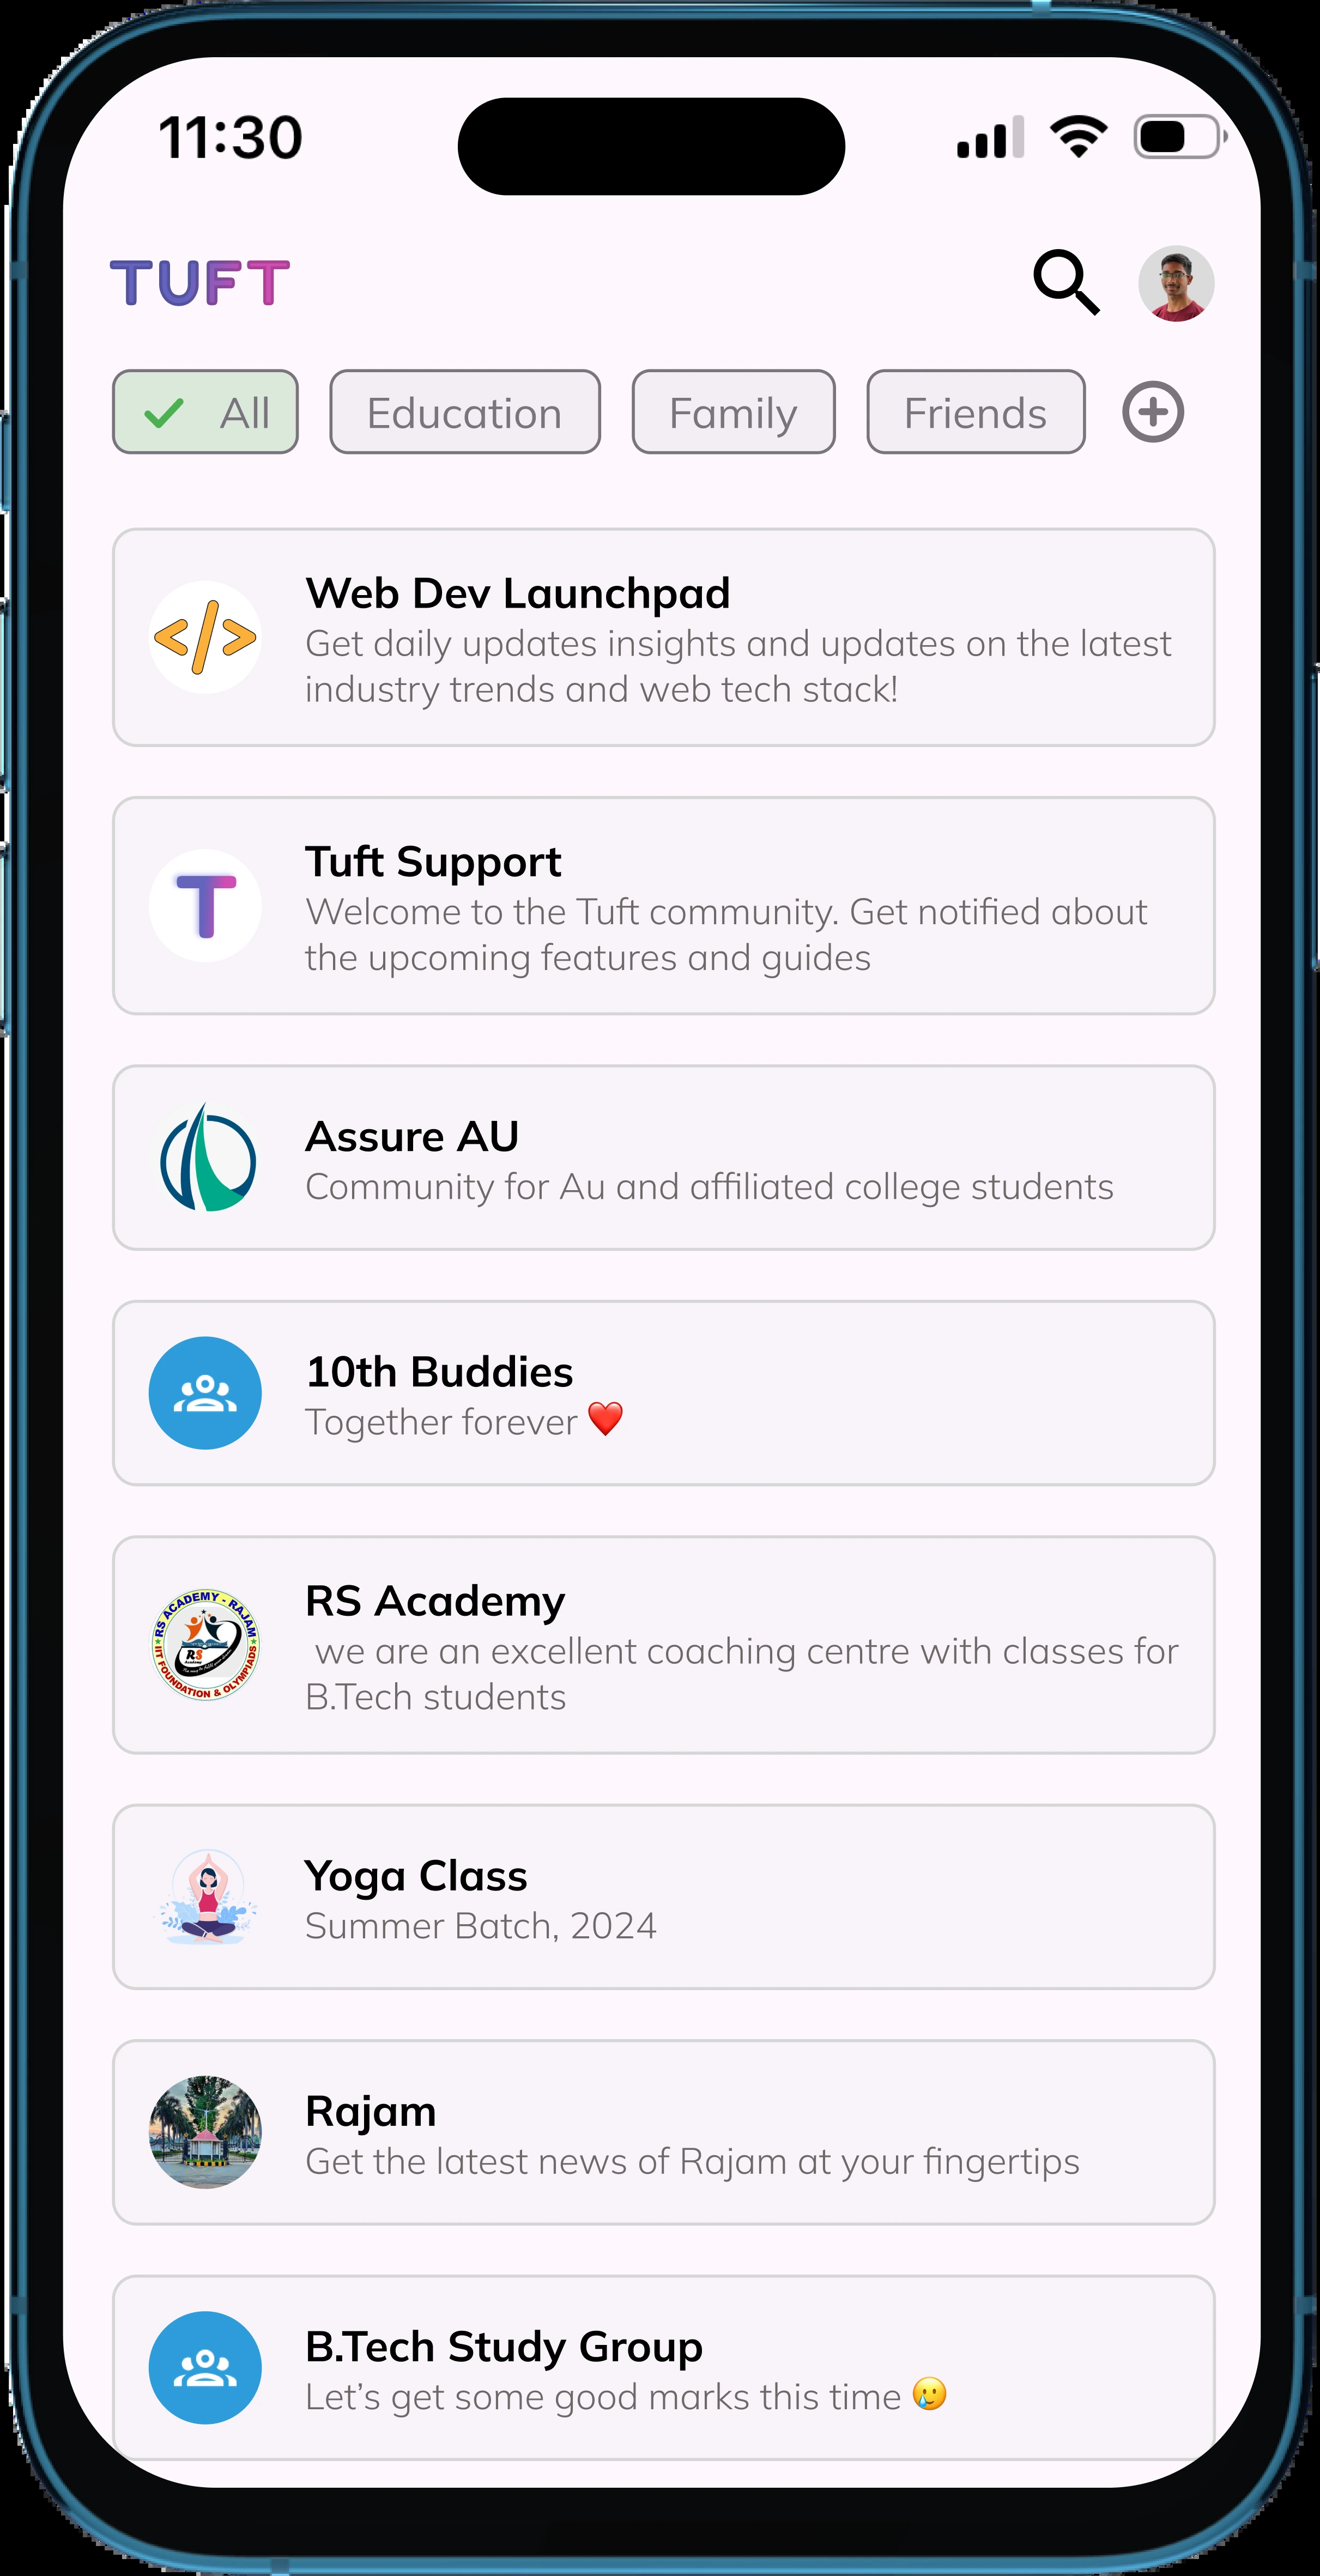 11:30
TUFT
All
Education
Family
Friends
Web Dev Launchpad
Get daily updates insights and updates on the latest
industry trends and web tech stack!
T
Tuft Support
Welcome to the Tuft community. Get notified about
the upcoming features and guides
Assure AU
Community for Au and affiliated college students
10th Buddies
Together forever ❤️
RS ACADEMY - RAJAM
RS
Academy
IIT FOUNDATION & OLYMPIADS
RS Academy
we are an excellent coaching centre with classes for
B.Tech students
Yoga Class
Summer Batch, 2024
Rajam
Get the latest news of Rajam at your fingertips
B.Tech Study Group
Let’s get some good marks this time 🥲